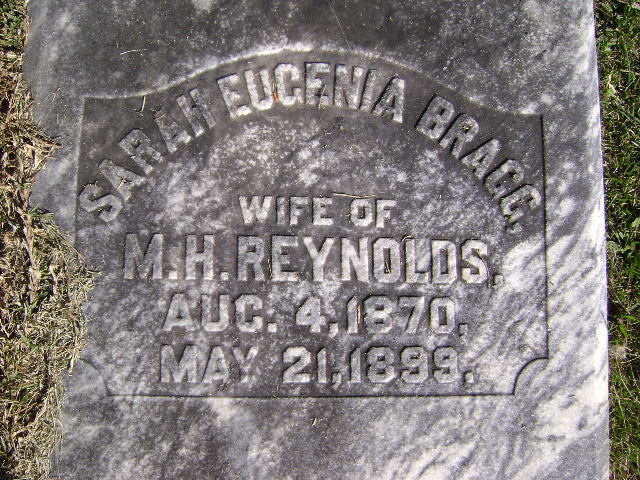 SARAH EUGENIA BRAGG,
WIFE OF
M.H. REYNOLDS,
AUG. 4, 1870,
MAY 21, 1899.